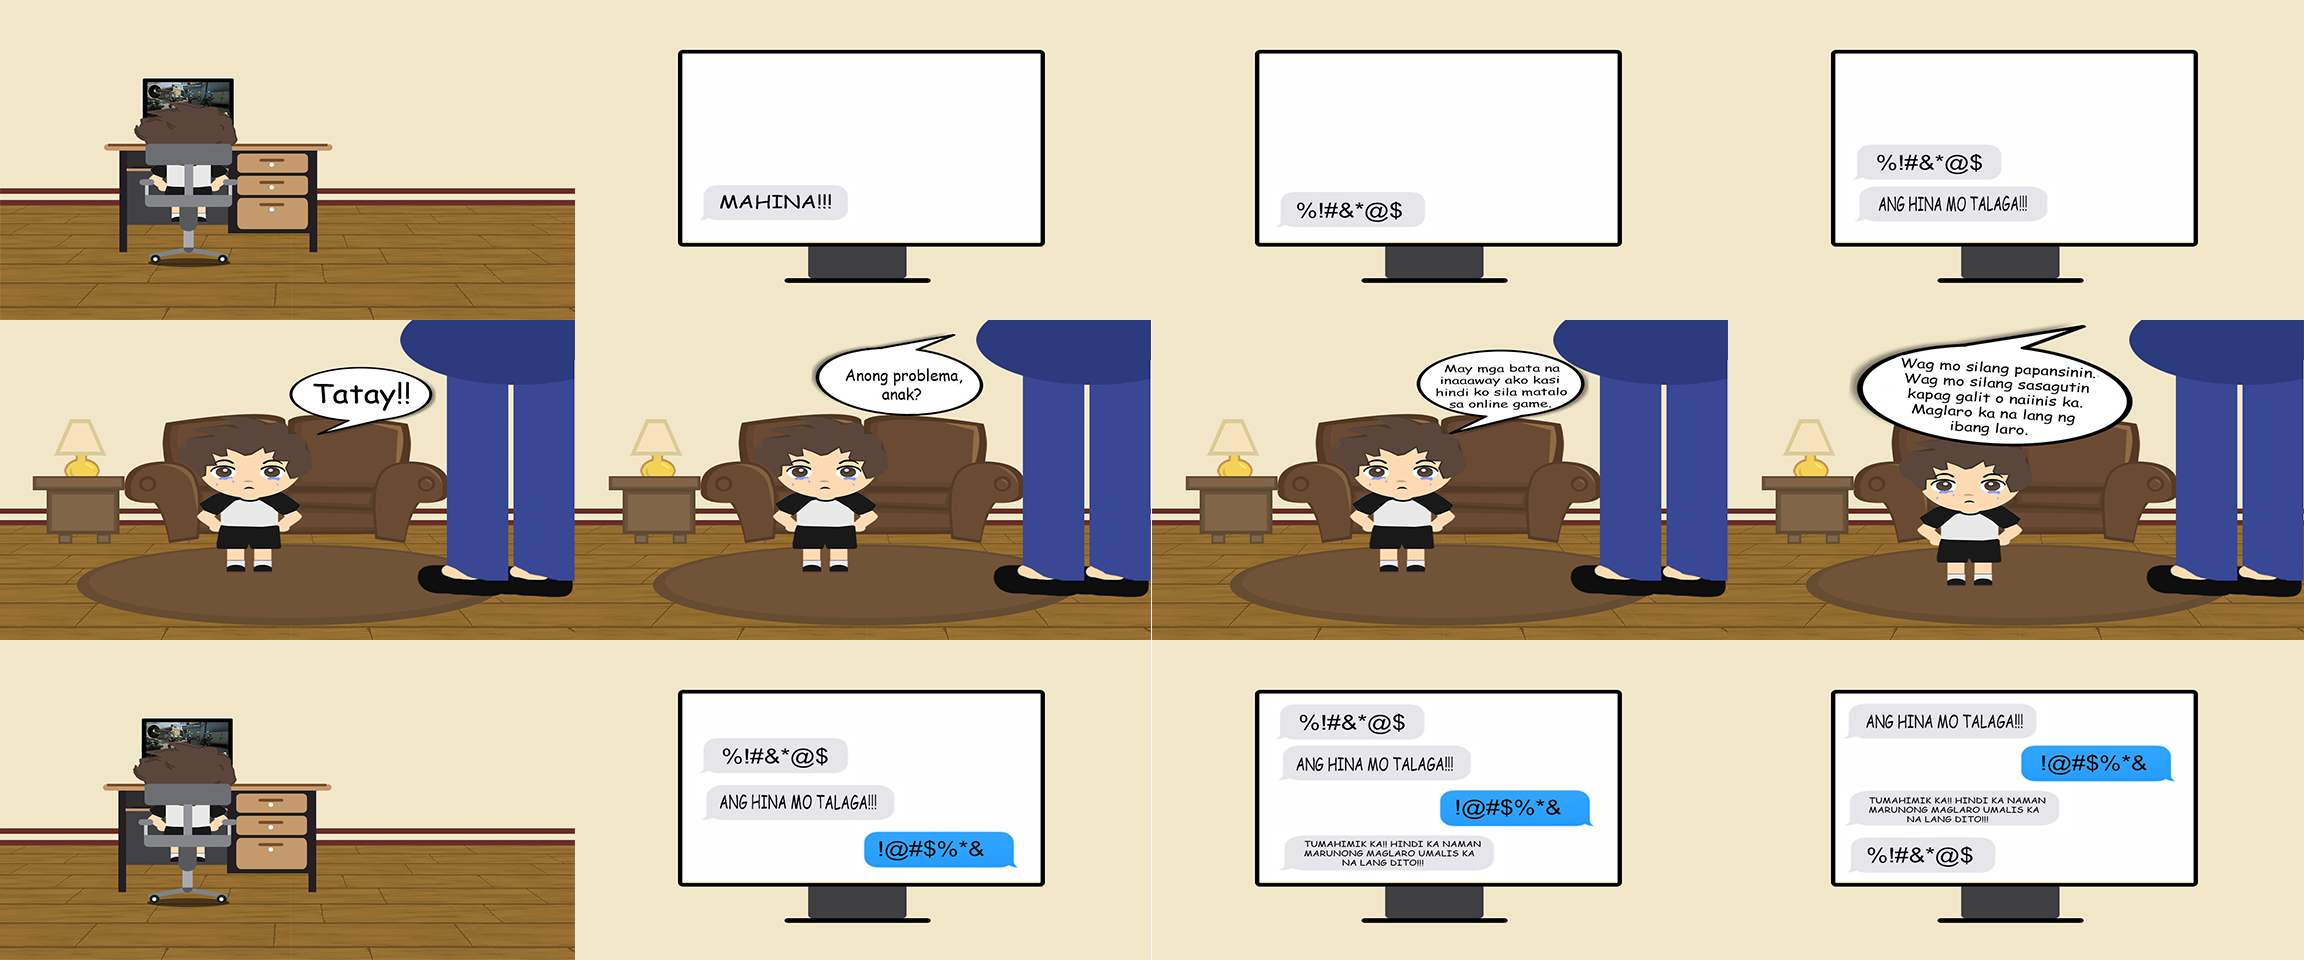 MAHINA!!!
%!#&*@$
%!#&*@$
ANG HINA MO TALAGA!!!
Tatay!!
Anong problema,
anak?
May mga bata na
inaaaway ako kasi
hindi ko sila matalo
sa online game.
Wag mo silang papansinin.
Wag mo silang sasagutin
kapag galit o naiinis ka.
Maglaro ka na lang ng
ibang laro.
%!#&*@$
ANG HINA MO TALAGA!!!
!@#$%*&
%!#&*@$
ANG HINA MO TALAGA!!!
!@#$%*&
TUMAHIMIK KA!! HINDI KA NAMAN
MARUNONG MAGLARO UMALIS KA
NA LANG DITO!!!
ANG HINA MO TALAGA!!!
!@#$%*&
TUMAHIMIK KA!! HINDI KA NAMAN
MARUNONG MAGLARO UMALIS KA
NA LANG DITO!!!
%!#&*@$